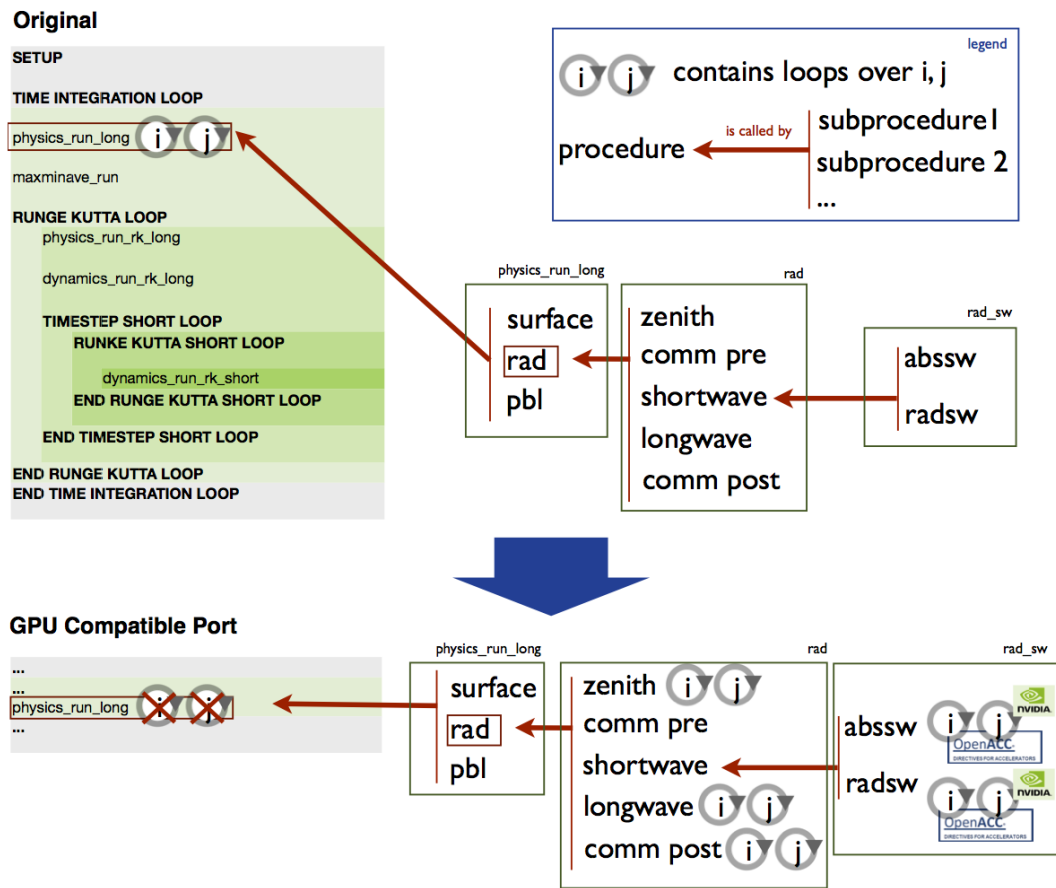 Original
SETUP
TIME INTEGRATION LOOP
physics_run_long i j
maxminave_run
RUNGE KUTTA LOOP
physics_run_rk_long
dynamics_run_rk_long
TIMESTEP SHORT LOOP
RUNKE KUTTA SHORT LOOP
dynamics_run_rk_short
END RUNGE KUTTA SHORT LOOP
END TIMESTEP SHORT LOOP
END RUNGE KUTTA LOOP
END TIME INTEGRATION LOOP
legend
i j contains loops over i, j
procedure
is called by
subprocedure1
subprocedure 2
...
physics_run_long
surface
rad
pbl
rad
zenith
comm pre
shortwave
longwave
comm post
rad_sw
abssw
radsw
GPU Compatible Port
...
...
physics_run_long i j
...
physics_run_long
surface
rad
pbl
rad
zenith i j
comm pre
shortwave
longwave i j
comm post i j
rad_sw
abssw i j
NVIDIA.
OpenACC.
DIRECTIVES FOR ACCELERATORS
radsw i j
NVIDIA.
OpenACC.
DIRECTIVES FOR ACCELERATORS